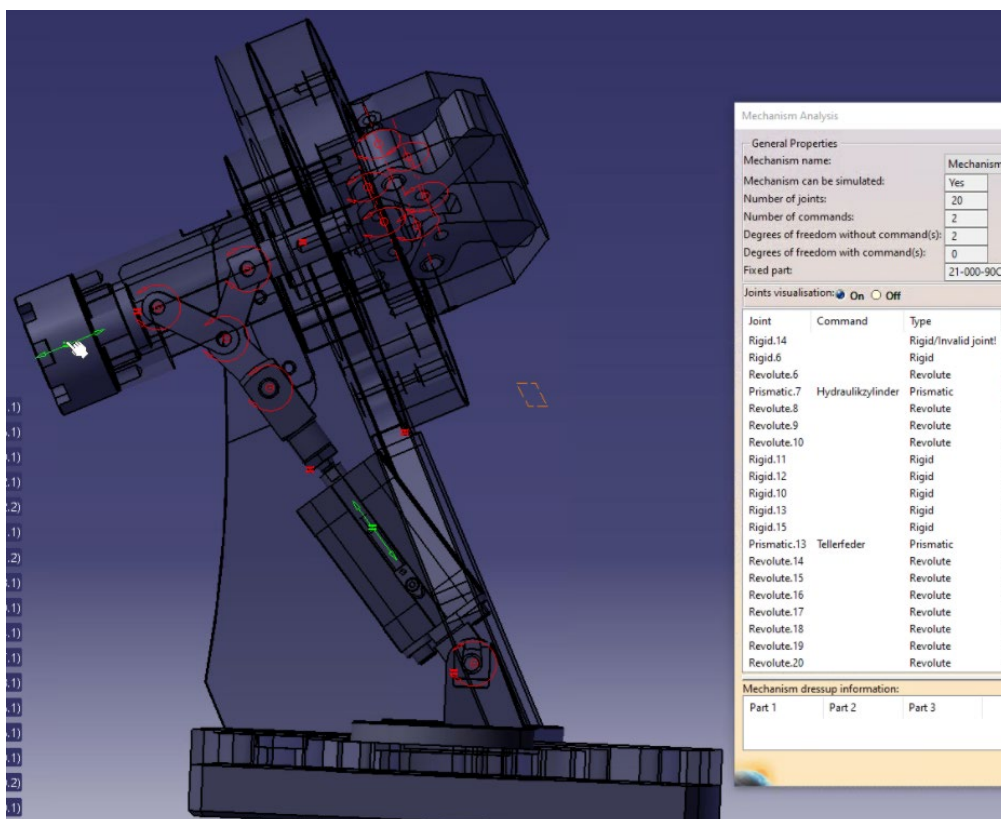 Mechanism Analysis
General Properties
Mechanism name: Mechanism
Mechanism can be simulated: Yes
Number of joints: 20
Number of commands: 2
Degrees of freedom without command(s): 2
Degrees of freedom with command(s): 0
Fixed part: 21-000-90C
Joints visualisation: On Off
Joint Command Type
Rigid.14 Rigid/Invalid joint!
Rigid.6 Rigid
Revolute.6 Revolute
Prismatic.7 Hydraulikzylinder Prismatic
Revolute.8 Revolute
Revolute.9 Revolute
Revolute.10 Revolute
Rigid.11 Rigid
Rigid.12 Rigid
Rigid.10 Rigid
Rigid.13 Rigid
Rigid.15 Rigid
Prismatic.13 Tellerfeder Prismatic
Revolute.14 Revolute
Revolute.15 Revolute
Revolute.16 Revolute
Revolute.17 Revolute
Revolute.18 Revolute
Revolute.19 Revolute
Revolute.20 Revolute
Mechanism dressup information:
Part 1 Part 2 Part 3